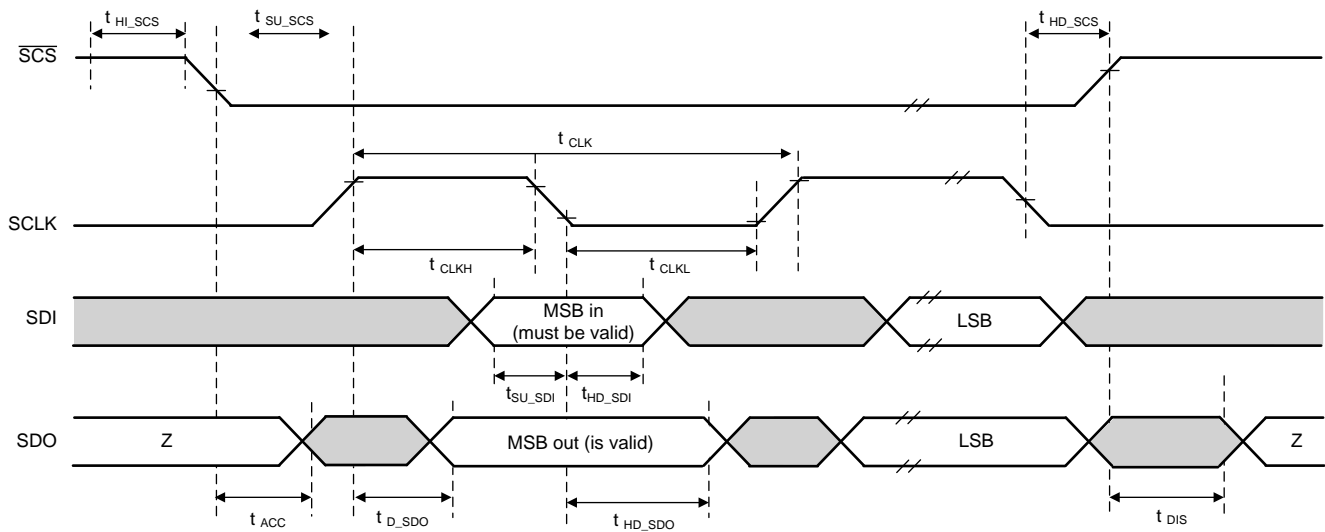 t HI_SCS
t SU_SCS
t HD_SCS
SCS
t CLK
SCLK
t CLKH
t CLKL
SDI
MSB in
(must be valid)
LSB
tSU_SDI
tHD_SDI
SDO
Z
MSB out (is valid)
LSB
Z
t ACC
t D_SDO
t HD_SDO
t DIS